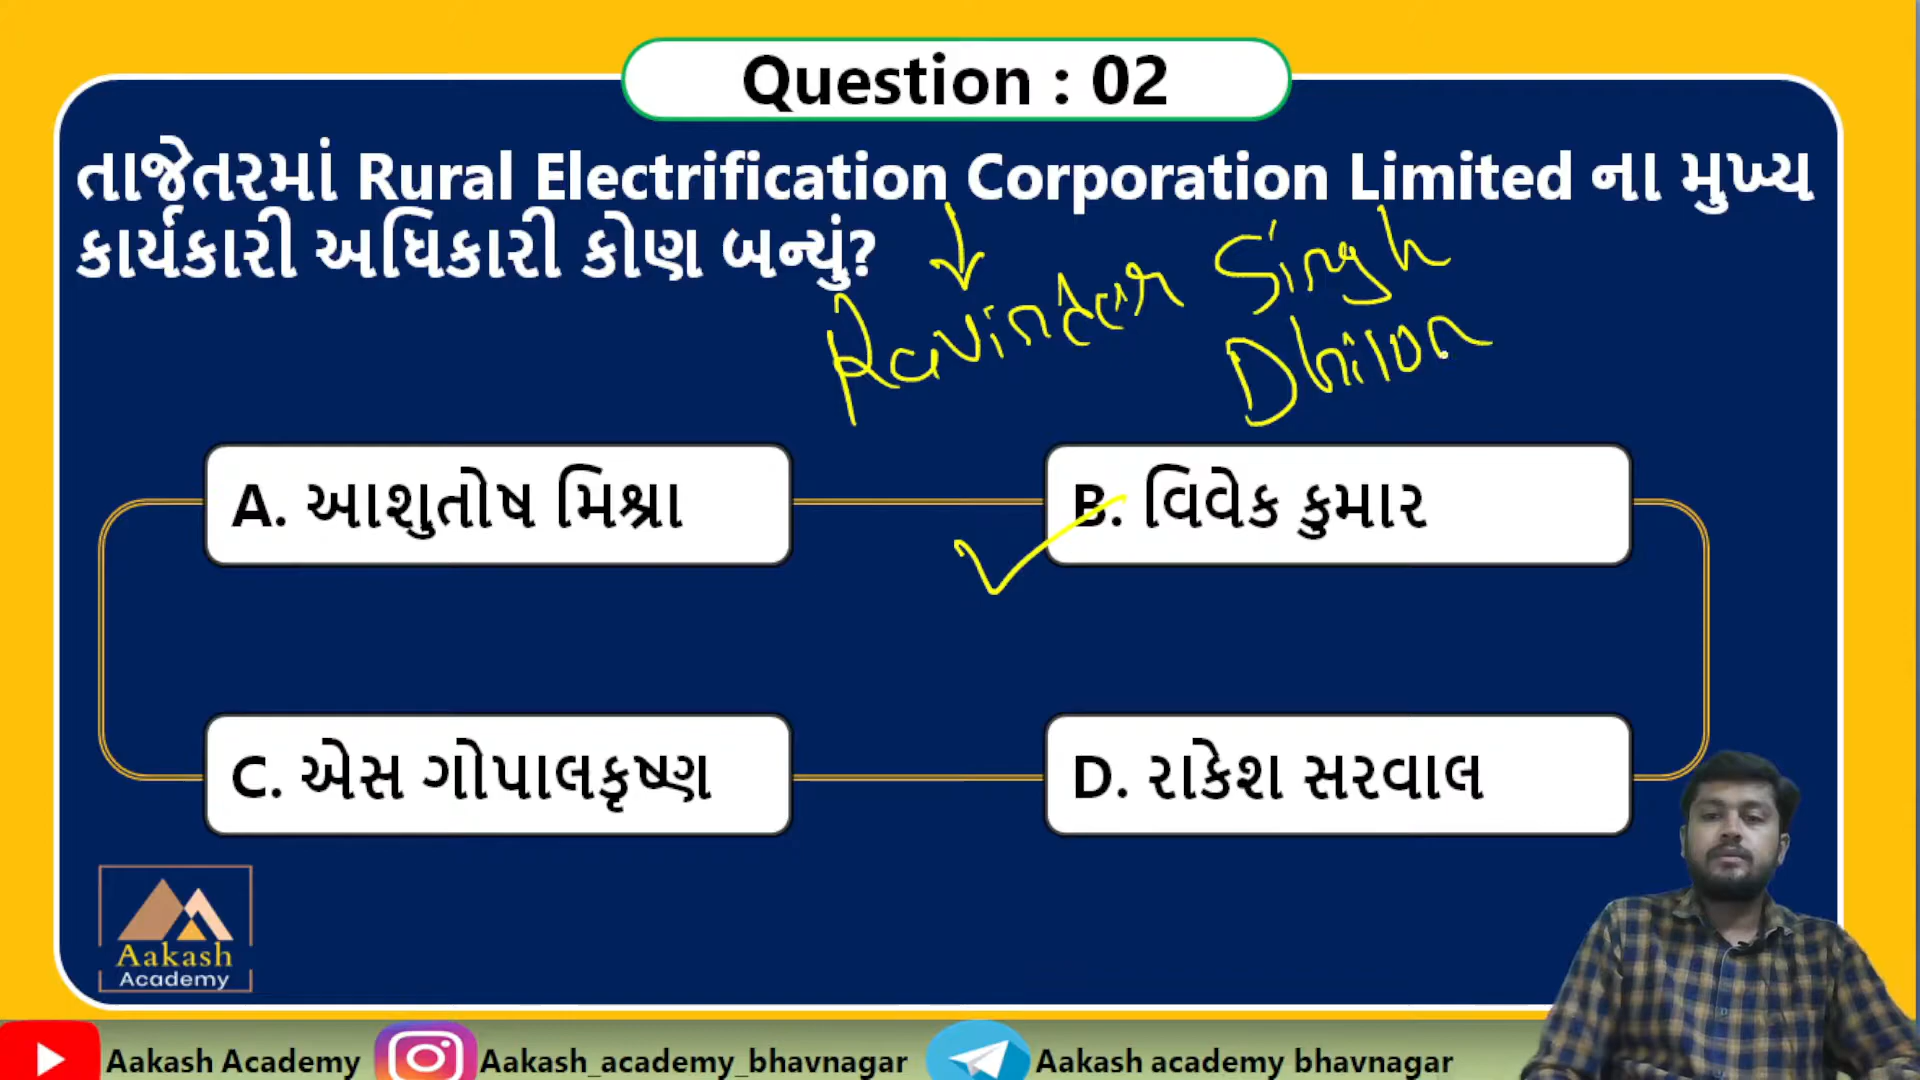 Question : 02
તાજેતરમાં Rural Electrification Corporation Limited ના મુખ્ય
કાર્યકારી અધિકારી કોણ બન્યું?
Ravinder Singh
Dhilon
A. આશુતોષ મિશ્રા
B. વિવેક કુમાર
C. એસ ગોપાલકૃષ્ણ
D. રાકેશ સરવાલ
Aakash
Academy
Aakash Academy
Aakash_academy_bhavnagar
Aakash academy bhavnagar